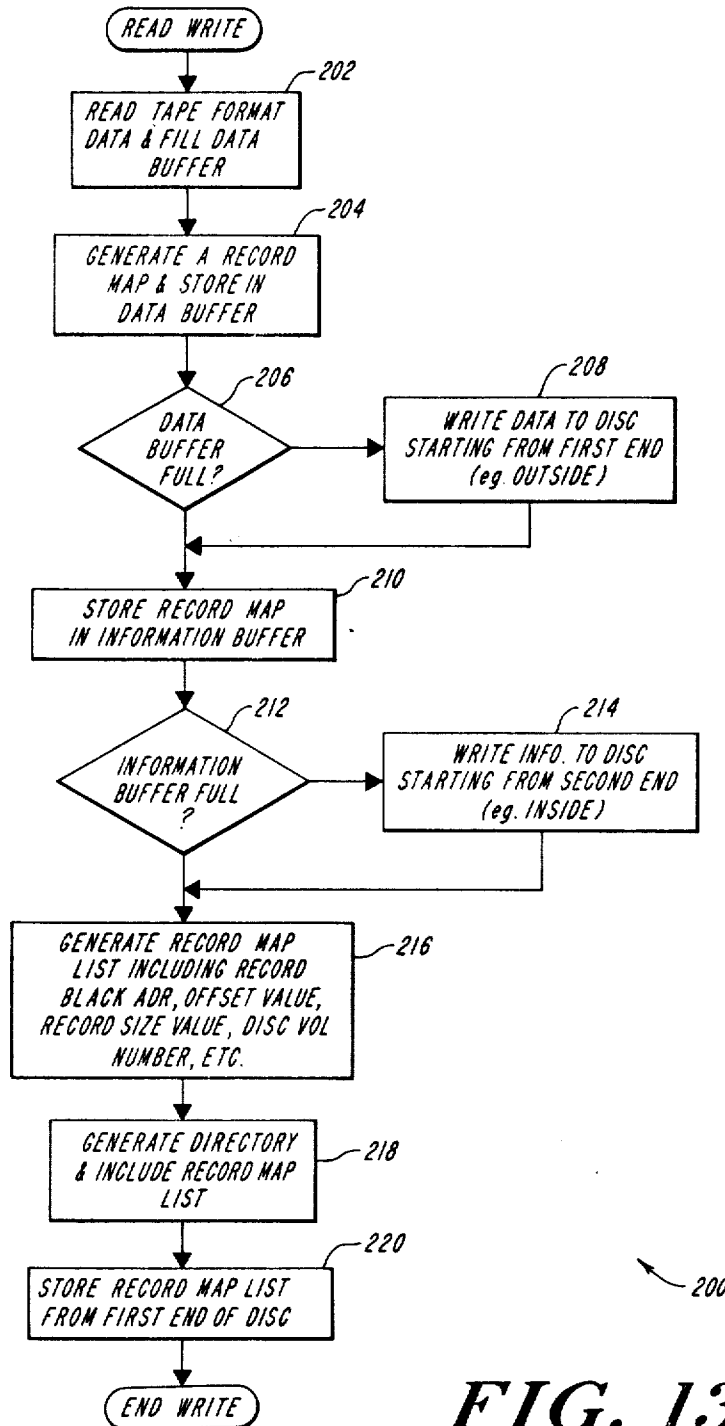 READ WRITE
202
READ TAPE FORMAT
DATA & FILL DATA
BUFFER
204
GENERATE A RECORD
MAP & STORE IN
DATA BUFFER
206
DATA
BUFFER
FULL?
208
WRITE DATA TO DISC
STARTING FROM FIRST END
(eg. OUTSIDE)
210
STORE RECORD MAP
IN INFORMATION BUFFER
212
INFORMATION
BUFFER FULL
?
214
WRITE INFO. TO DISC
STARTING FROM SECOND END
(eg. INSIDE)
216
GENERATE RECORD MAP
LIST INCLUDING RECORD
BLACK ADR, OFFSET VALUE,
RECORD SIZE VALUE, DISC VOL
NUMBER, ETC.
218
GENERATE DIRECTORY
& INCLUDE RECORD MAP
LIST
220
STORE RECORD MAP LIST
FROM FIRST END OF DISC
200
END WRITE
FIG. 13